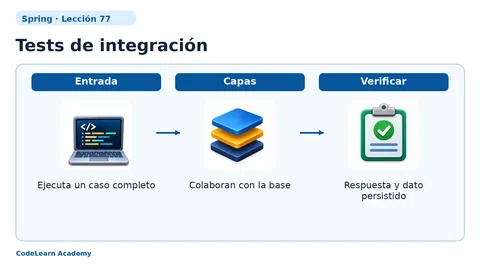 Spring · Lección 77
Tests de integración
Entrada
Capas
Verificar
</>
Ejecuta un caso completo
Colaboran con la base
Respuesta y dato
persistido
CodeLearn Academy